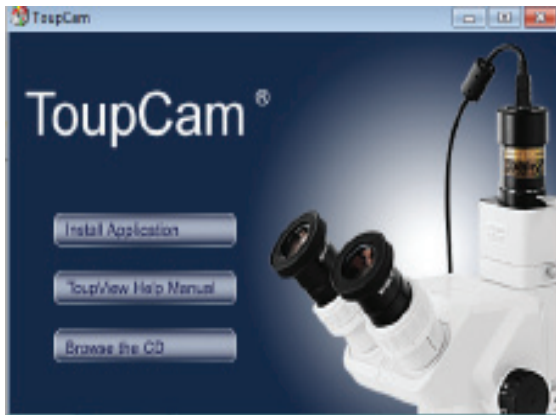 ToupCam
ToupCam®
Install Application
ToupView Help Manual
Browse the CD